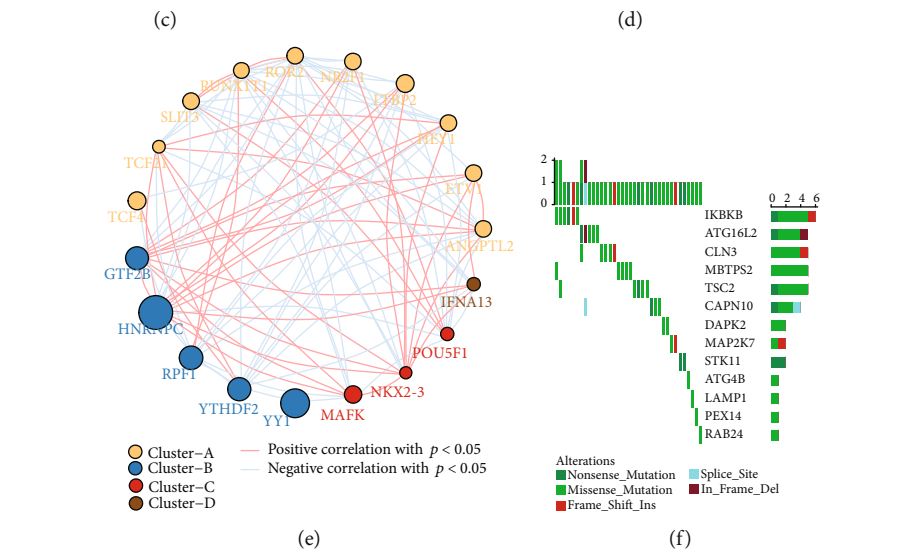 (c)
(d)
ROR2
NR2F1
RUNX1T1
EFBP2
SLIT3
HEY1
TCF21
ETV1
TCF4
ANGPTL2
GTF2B
IFNA13
HNRNPC
POU5F1
RPF1
NKX2-3
YTHDF2
MAFK
YY1
Cluster-A
Cluster-B
Cluster-C
Cluster-D
Positive correlation with p < 0.05
Negative correlation with p < 0.05
(e)
2
1
0
0 2 4 6
IKBKB
ATG16L2
CLN3
MBTPS2
TSC2
CAPN10
DAPK2
MAP2K7
STK11
ATG4B
LAMP1
PEX14
RAB24
Alterations
Nonsense_Mutation
Missense_Mutation
Frame_Shift_Ins
Splice_Site
In_Frame_Del
(f)